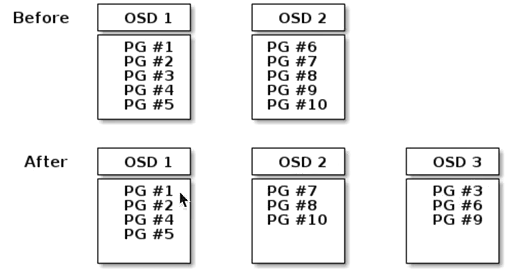 Before
OSD 1
PG #1
PG #2
PG #3
PG #4
PG #5
OSD 2
PG #6
PG #7
PG #8
PG #9
PG #10
After
OSD 1
PG #1
PG #2
PG #4
PG #5
OSD 2
PG #7
PG #8
PG #10
OSD 3
PG #3
PG #6
PG #9